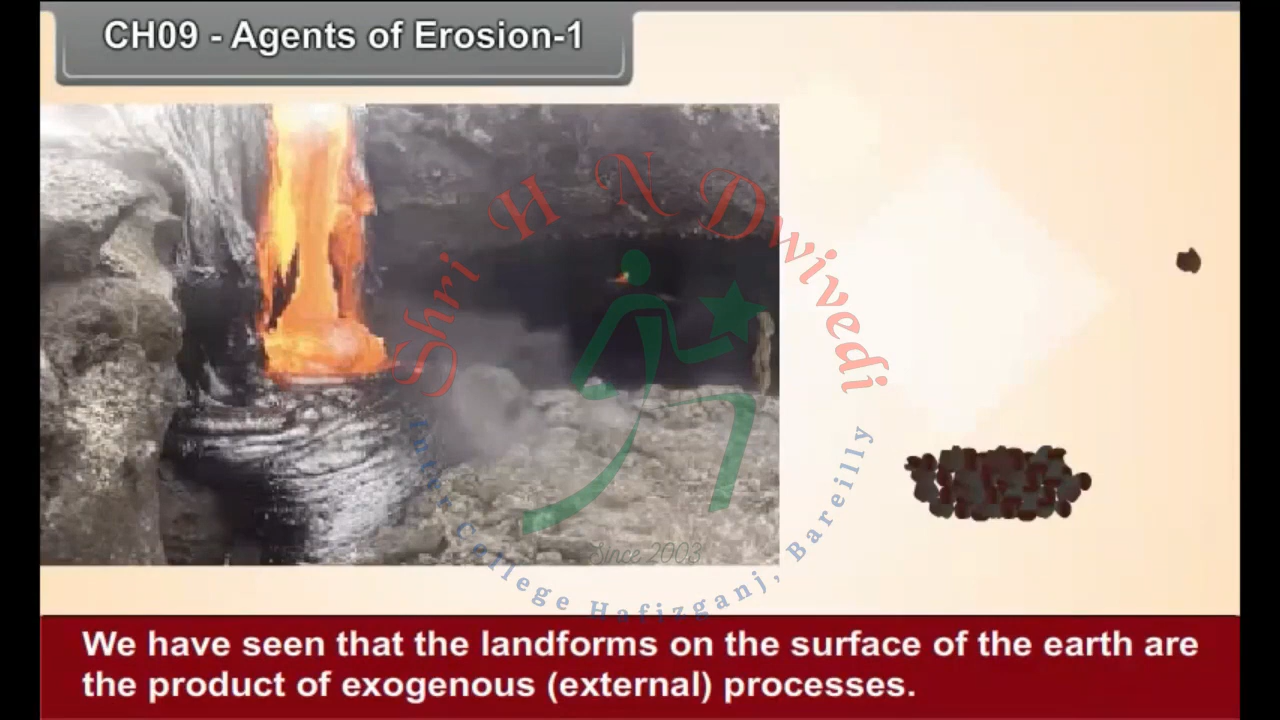 CH09 - Agents of Erosion-1
Shri H N Dwivedi
Inter College Hafizganj, Bareilly
Since 2003
We have seen that the landforms on the surface of the earth are
the product of exogenous (external) processes.